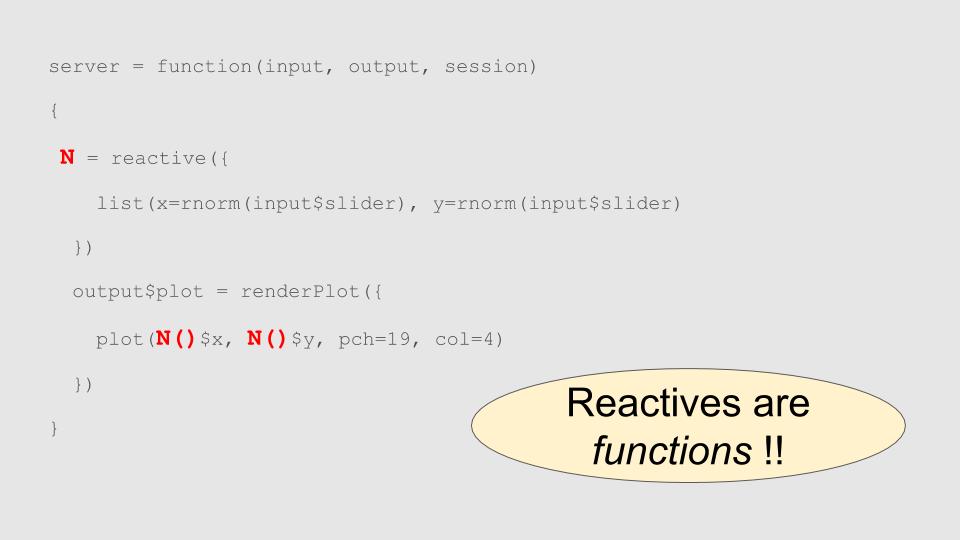 server = function(input, output, session)
{
N = reactive({
list(x=rnorm(input$slider), y=rnorm(input$slider)
})
output$plot = renderPlot({
plot(N()$x, N()$y, pch=19, col=4)
})
}
Reactives are
functions !!